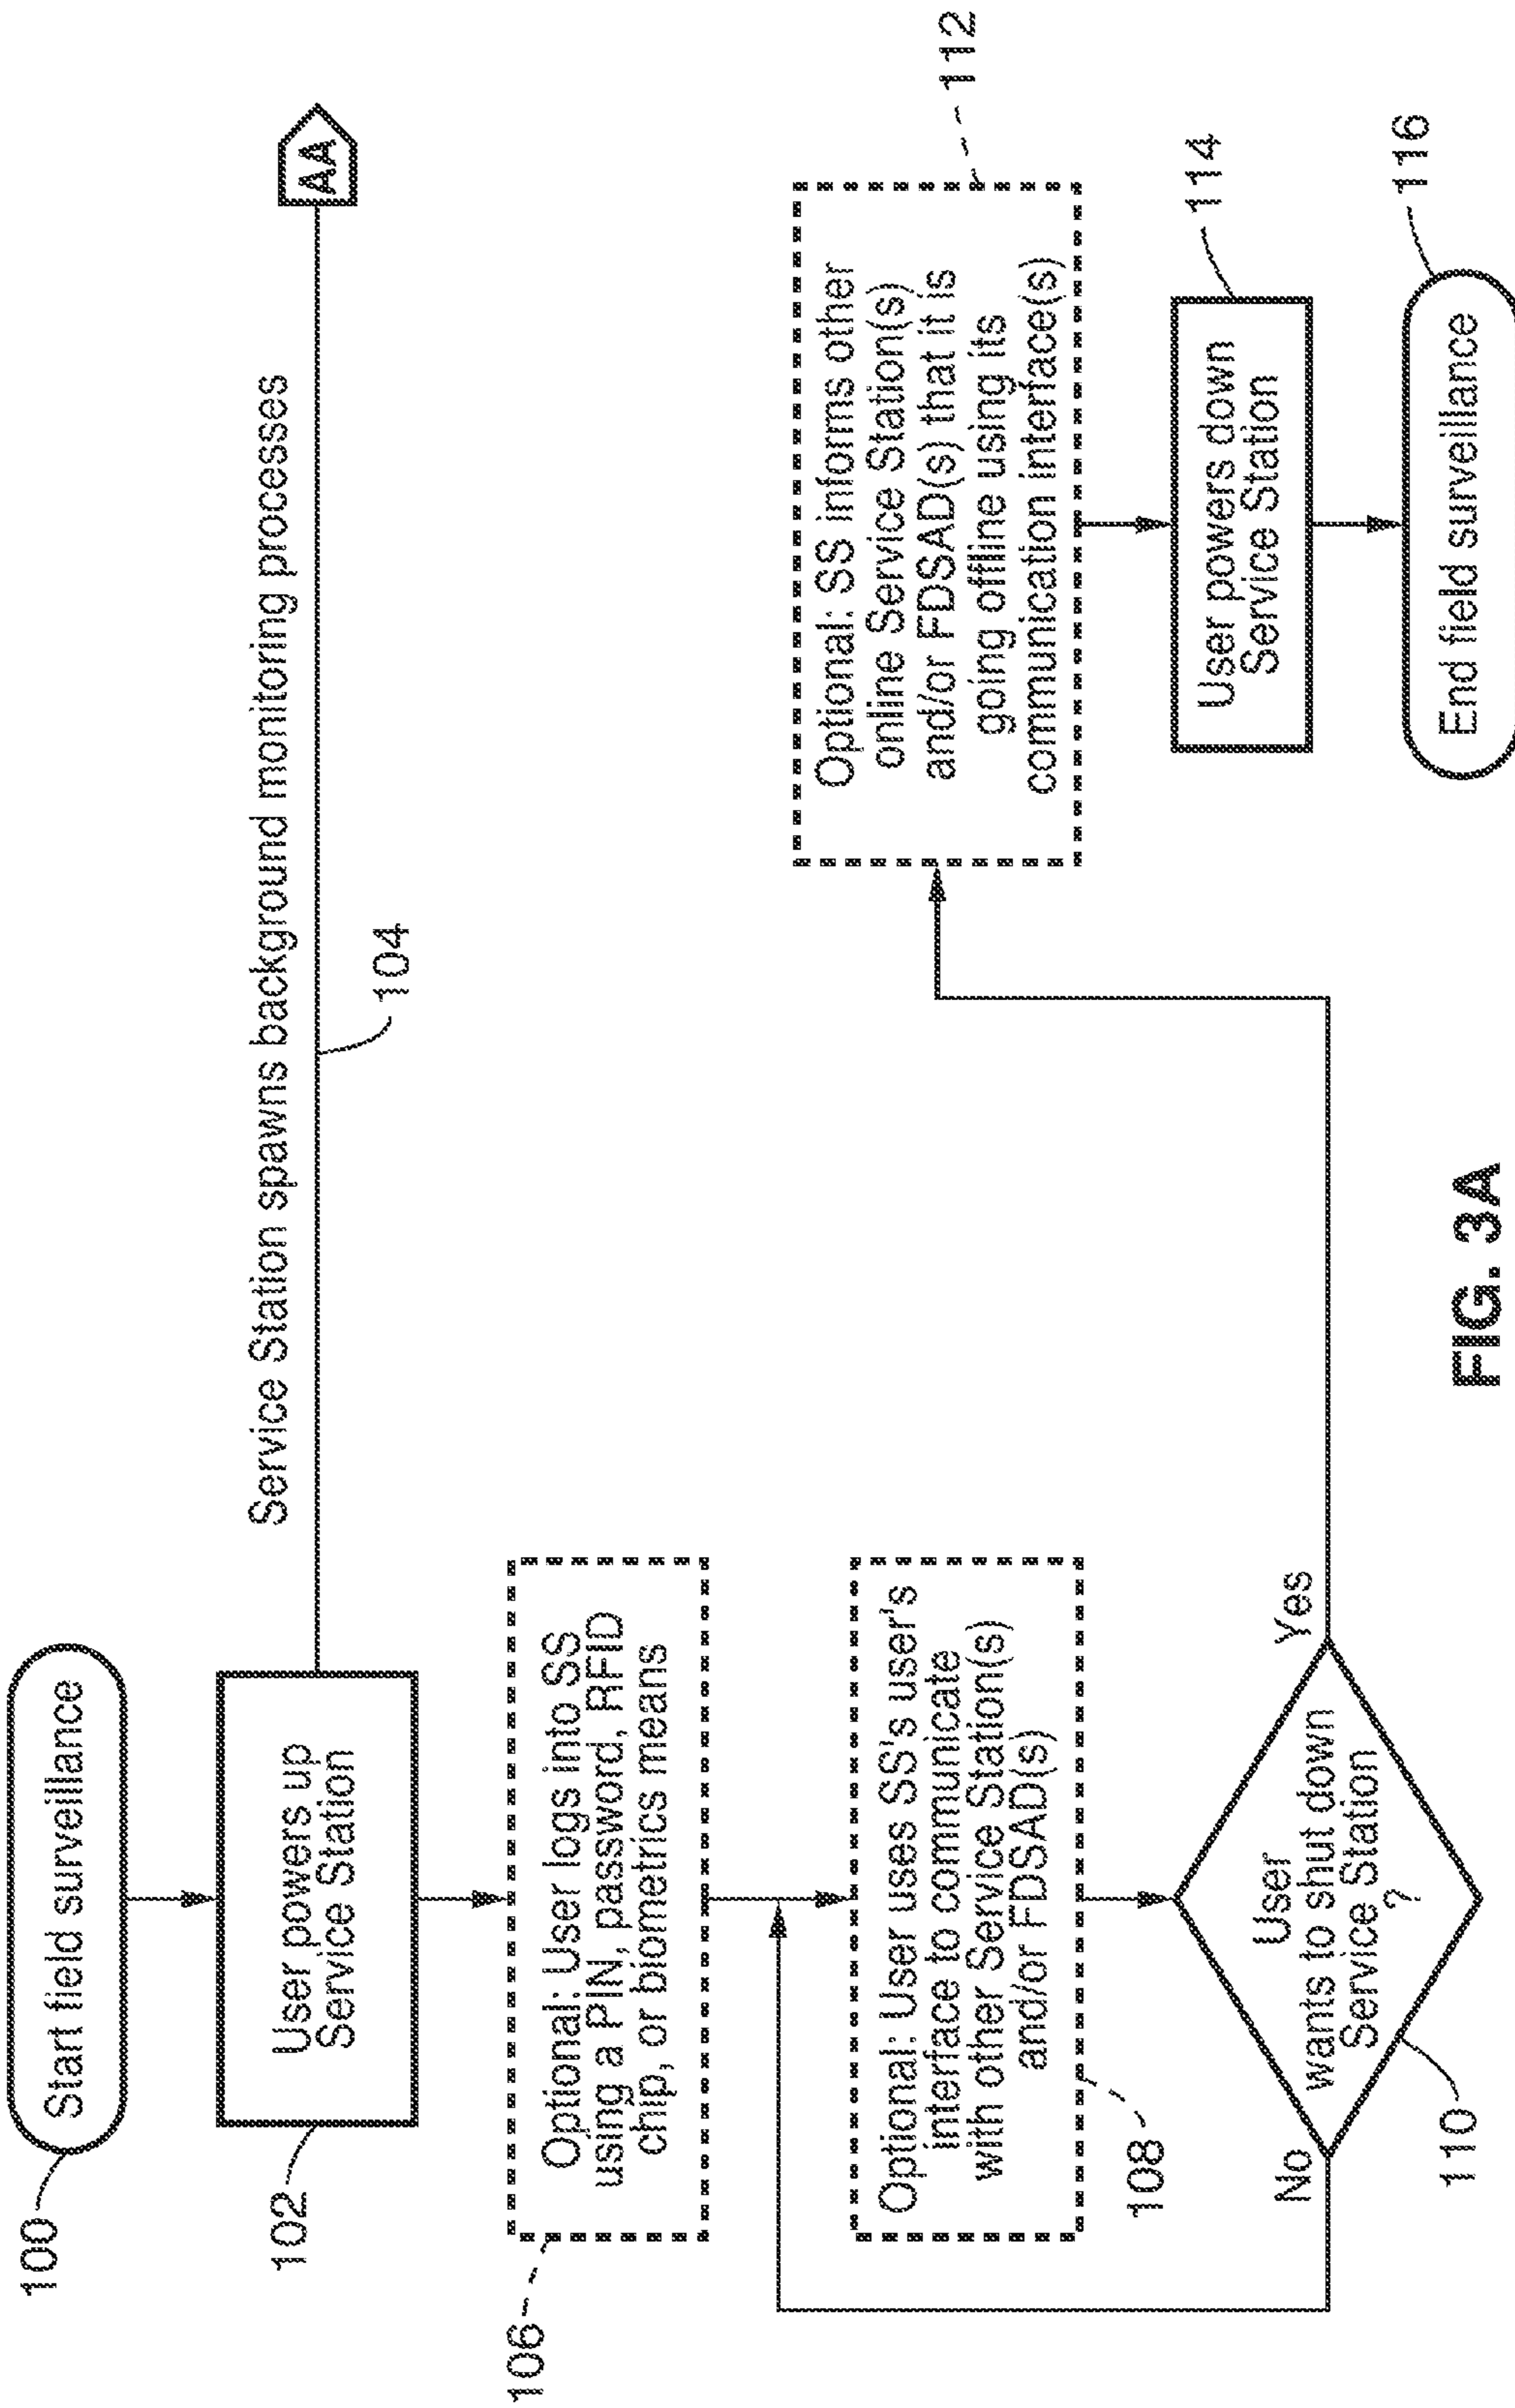 100
Start field surveillance
102
User powers up
Service Station
Service Station spawns background monitoring processes
104
AA
106
Optional: User logs into SS
using a PIN, password, RFID
chip, or biometrics means
Optional: User uses SS's user's
interface to communicate
with other Service Station(s)
and/or FDSAD(s)
108
User
wants to shut down
Service Station
?
No
Yes
110
Optional: SS informs other
online Service Station(s)
and/or FDSAD(s) that it is
going offline using its
communication interface(s)
112
User powers down
Service Station
114
End field surveillance
116
FIG. 3A